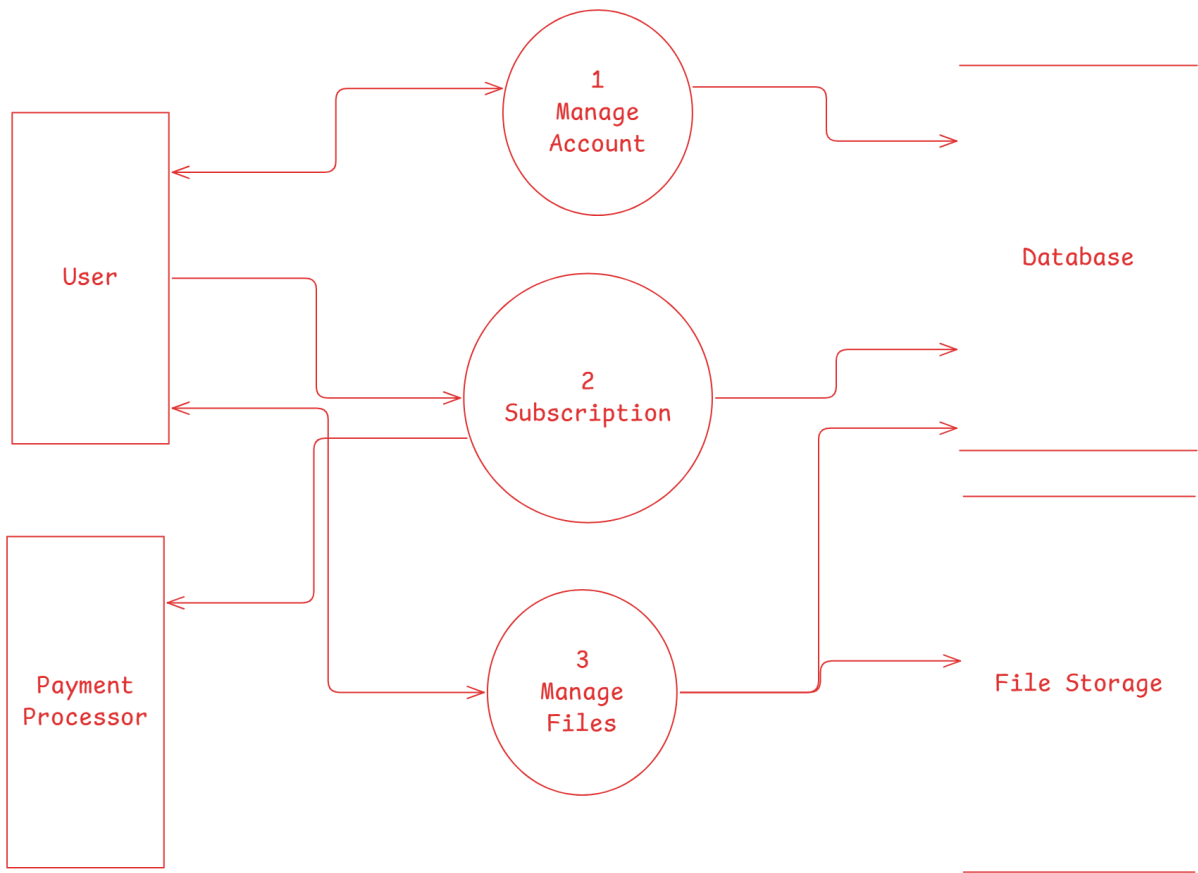 1
Manage
Account
User
Database
2
Subscription
3
Manage
Files
Payment
Processor
File Storage